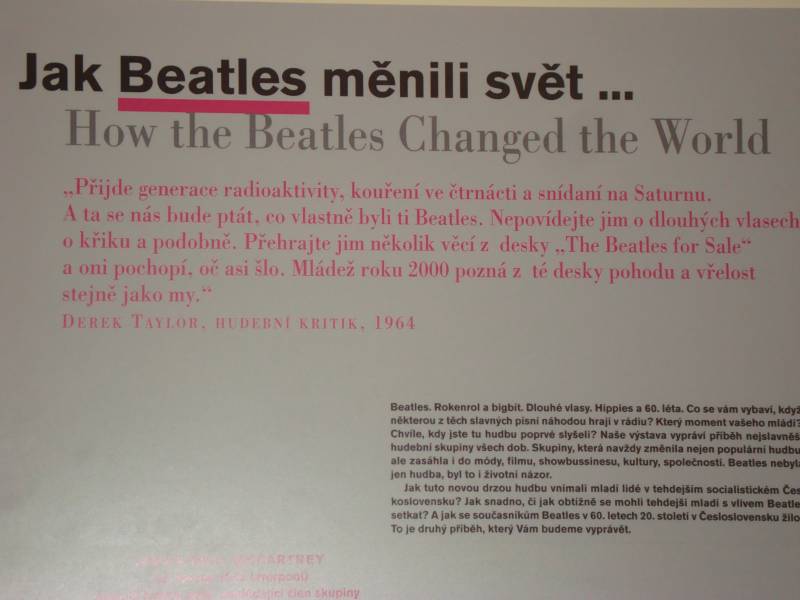 Jak Beatles měnili svět ...
How the Beatles Changed the World
„Přijde generace radioaktivity, kouření ve čtrnácti a snídaní na Saturnu.
A ta se nás bude ptát, co vlastně byli ti Beatles. Nepovídejte jim o dlouhých vlasech
o křiku a podobně. Přehrajte jim několik věcí z desky „The Beatles for Sale“
a oni pochopí, oč asi šlo. Mládež roku 2000 pozná z té desky pohodu a vřelost
stejně jako my.“
DEREK TAYLOR, HUDEBNÍ KRITIK, 1964
Beatles. Rokenrol a bigbít. Dlouhé vlasy. Hippies a 60. léta. Co se vám vybaví, když
některou z těch slavných písní náhodou hrají v rádiu? Který moment vašeho mládí?
Chvíle, kdy jste tu hudbu poprvé slyšeli? Naše výstava vypráví příběh nejslavněš
hudební skupiny všech dob. Skupiny, která navždy změnila nejen populární hudbu
ale zasáhla i do módy, filmu, showbussinesu, kultury, společnosti. Beatles nebyla
jen hudba, byl to i životní názor.
Jak tuto novou drzou hudbu vnímali mladí lidé v tehdejším socialistickém Čes
koslovensku? Jak snadno, či jak obtížně se mohli tehdejší mladí s vlivem Beatle
setkat? A jak se současníkům Beatles v 60. letech 20. století v Česloslovensku žilo
To je druhý příběh, který Vám budeme vyprávět.
MCCARTNEY
člen skupiny